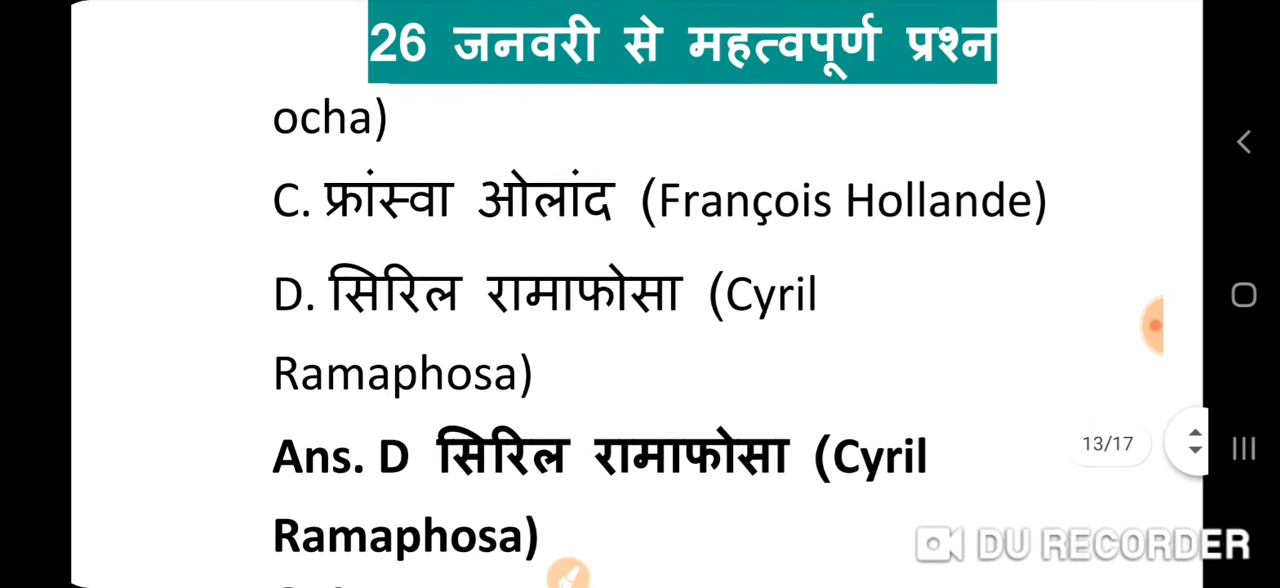 26 जनवरी से महत्वपूर्ण प्रश्न
ocha)
C. फ्रांस्वा ओलांद (François Hollande)
D. सिरिल रामाफोसा (Cyril
Ramaphosa)
13/17
Ans. D सिरिल रामाफोसा (Cyril
Ramaphosa)
DU RECORDER